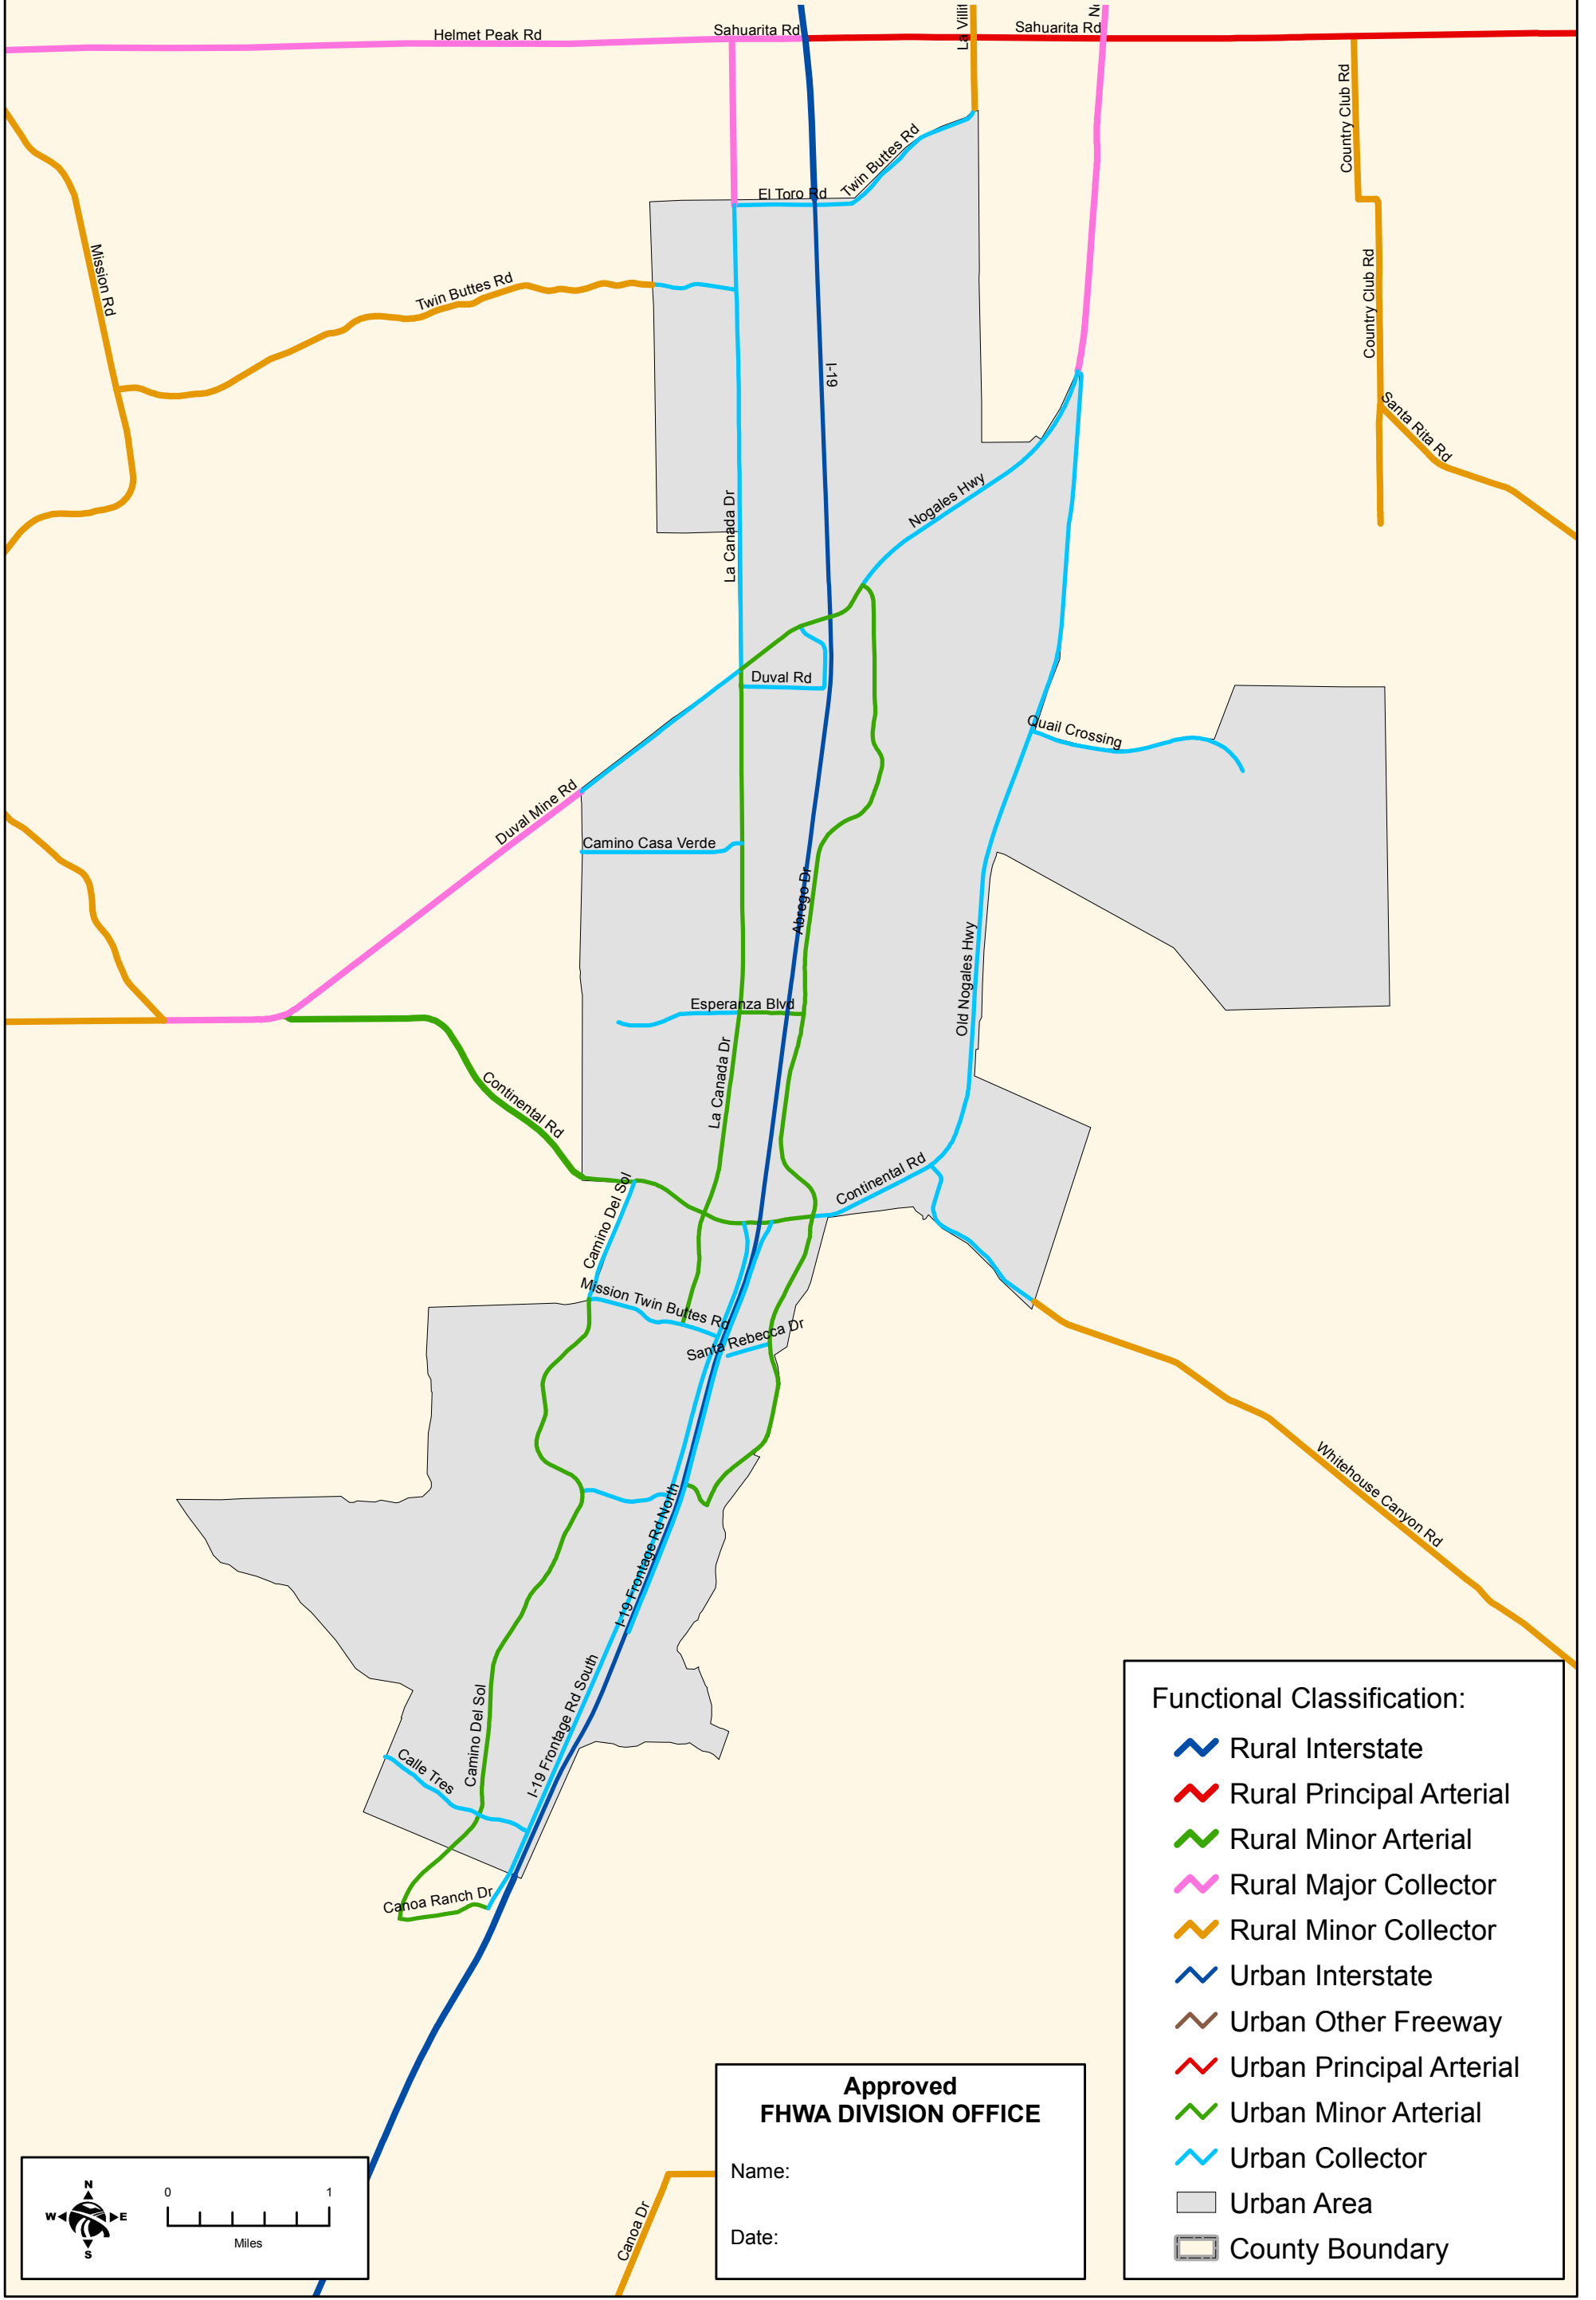 Helmet Peak Rd
Sahuarita Rd
La Villit
Sahuarita Rd
Country Club Rd
Twin Buttes Rd
El Toro Rd
Mission Rd
Twin Buttes Rd
I-19
Country Club Rd
Santa Rita Rd
Nogales Hwy
La Canada Dr
Duval Rd
Quail Crossing
Duval Mine Rd
Camino Casa Verde
Abrego Dr
Old Nogales Hwy
Esperanza Blvd
La Canada Dr
Continental Rd
Continental Rd
Camino Del Sol
Mission Twin Buttes Rd
Santa Rebecca Dr
Whitehouse Canyon Rd
I-19 Frontage Rd North
I-19 Frontage Rd South
Camino Del Sol
Calle Tres
Canoa Ranch Dr
Canoa Dr
Functional Classification:
Rural Interstate
Rural Principal Arterial
Rural Minor Arterial
Rural Major Collector
Rural Minor Collector
Urban Interstate
Urban Other Freeway
Urban Principal Arterial
Urban Minor Arterial
Urban Collector
Urban Area
County Boundary
Approved
FHWA DIVISION OFFICE
Name:
Date:
N
W E
S
0 1
Miles